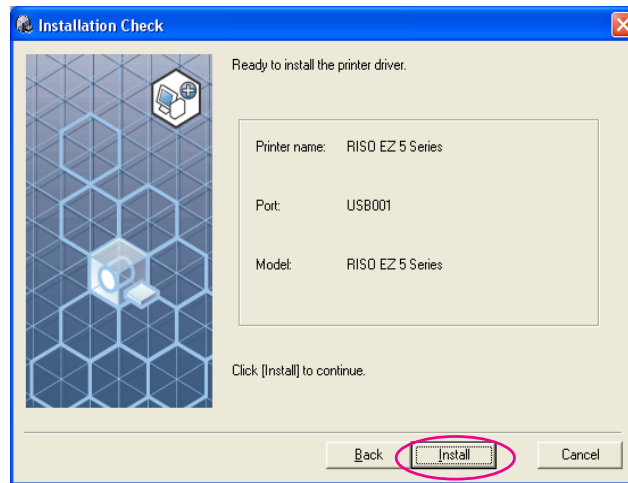 Installation Check
Ready to install the printer driver.
Printer name: RISO EZ 5 Series
Port: USB001
Model: RISO EZ 5 Series
Click [Install] to continue.
Back Install Cancel